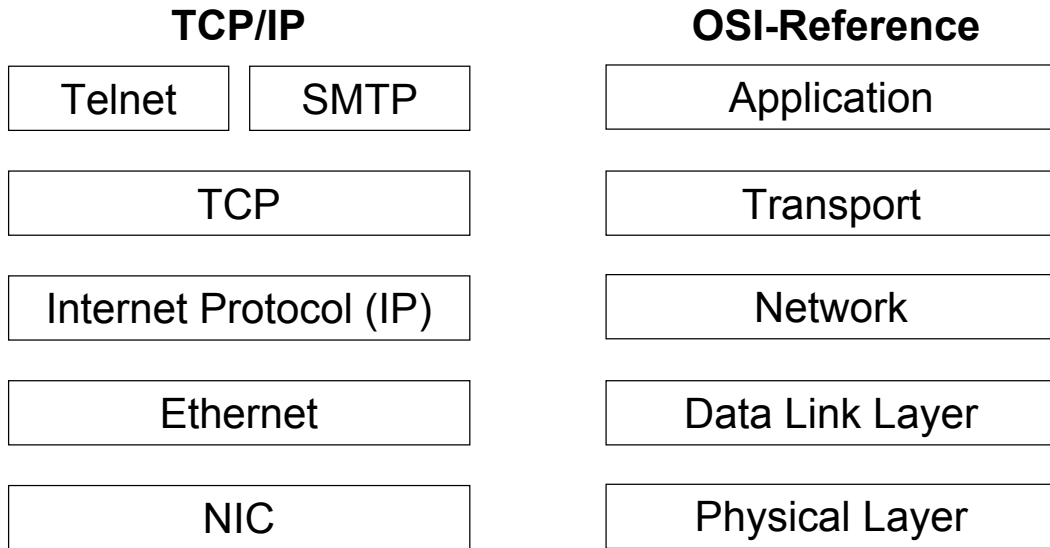 TCP/IP OSI-Reference
Telnet SMTP Application
TCP Transport
Internet Protocol (IP) Network
Ethernet Data Link Layer
NIC Physical Layer